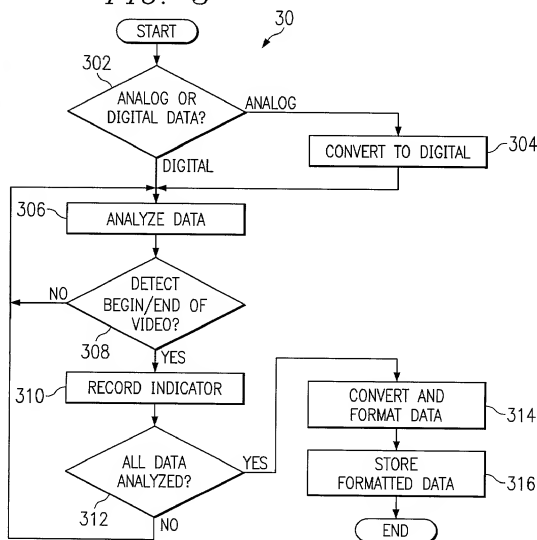 START
30
302
ANALOG OR
DIGITAL DATA?
ANALOG
CONVERT TO DIGITAL
304
DIGITAL
306
ANALYZE DATA
DETECT
BEGIN/END OF
VIDEO?
NO
308
YES
310
RECORD INDICATOR
ALL DATA
ANALYZED?
YES
312
NO
CONVERT AND
FORMAT DATA
314
STORE
FORMATTED DATA
316
END